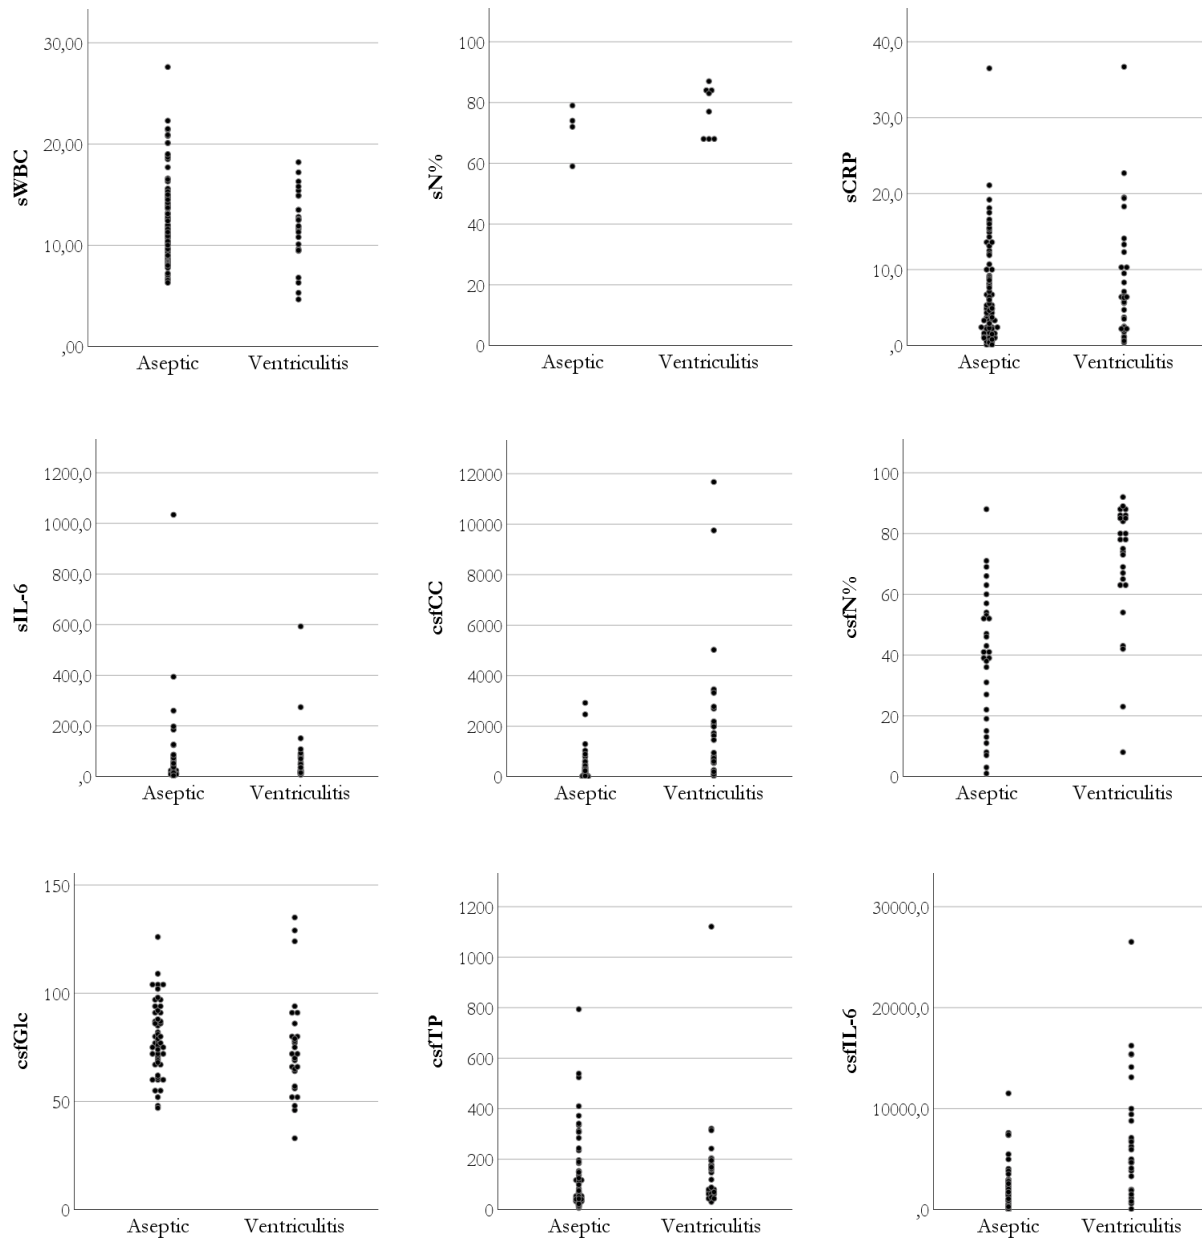 sWBC
30,00
20,00
10,00
,00
Aseptic Ventriculitis
sN%
100
80
60
40
20
0
Aseptic Ventriculitis
sCRP
40,0
30,0
20,0
10,0
,0
Aseptic Ventriculitis
sIL-6
1200,0
1000,0
800,0
600,0
400,0
200,0
,0
Aseptic Ventriculitis
csfCC
12000
10000
8000
6000
4000
2000
0
Aseptic Ventriculitis
csfN%
100
80
60
40
20
0
Aseptic Ventriculitis
csfGlc
150
100
50
0
Aseptic Ventriculitis
csfTP
1200
1000
800
600
400
200
0
Aseptic Ventriculitis
csfIL-6
30000,0
20000,0
10000,0
,0
Aseptic Ventriculitis